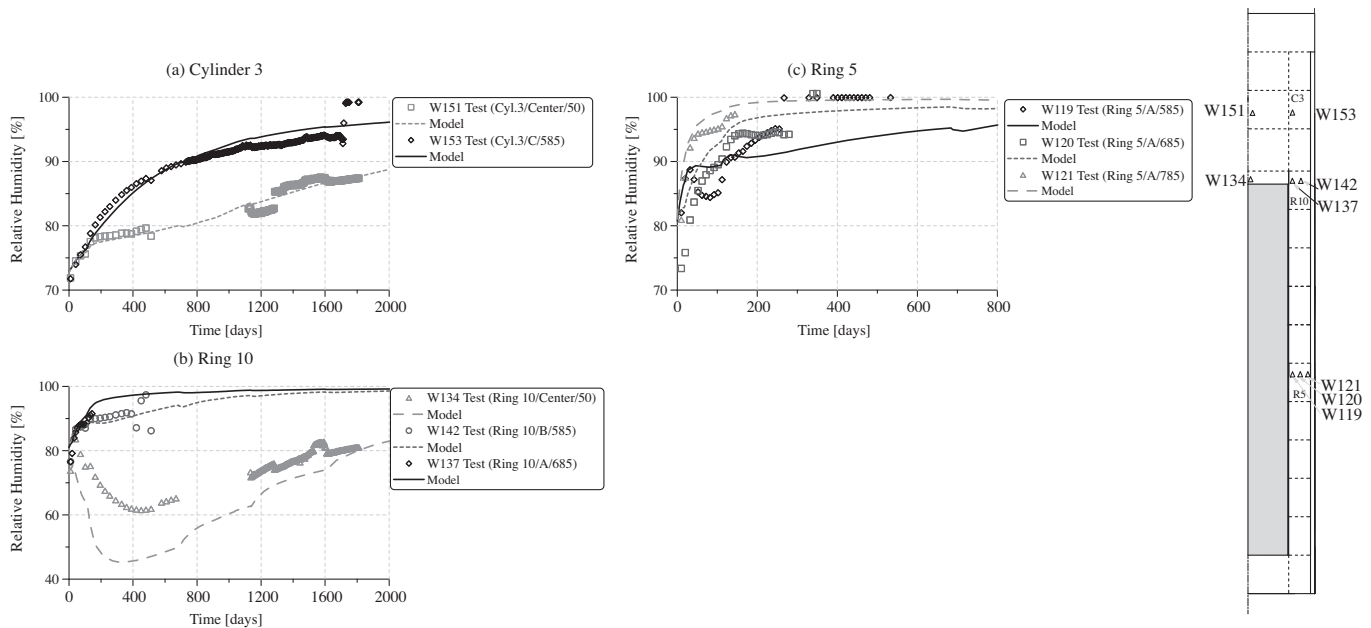 (a) Cylinder 3
Relative Humidity [%]
100
90
80
70
0
400
800
1200
1600
2000
Time [days]
W151 Test (Cyl.3/Center/50)
Model
W153 Test (Cyl.3/C/585)
Model
(b) Ring 10
Relative Humidity [%]
100
80
60
40
0
400
800
1200
1600
2000
Time [days]
W134 Test (Ring 10/Center/50)
Model
W142 Test (Ring 10/B/585)
Model
W137 Test (Ring 10/A/685)
Model
(c) Ring 5
Relative Humidity [%]
100
90
80
70
0
200
400
600
800
Time [days]
W119 Test (Ring 5/A/585)
Model
W120 Test (Ring 5/A/685)
Model
W121 Test (Ring 5/A/785)
Model
C3
W151
W153
W134
W142
W137
R10
W121
R5
W120
W119